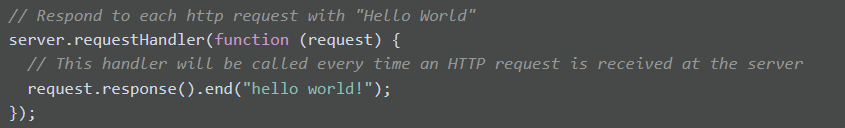 // Respond to each http request with "Hello World"
server.requestHandler(function (request) {
  // This handler will be called every time an HTTP request is received at the server
  request.response().end("hello world!");
});